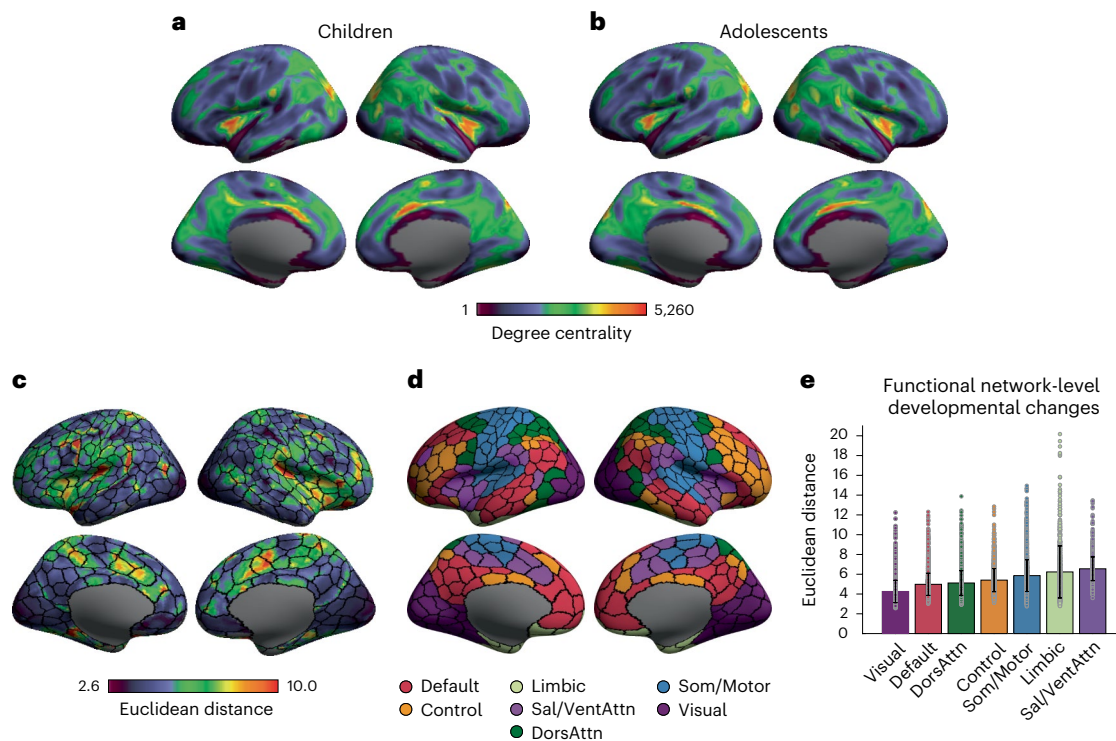 a
Children
b
Adolescents
1
5,260
Degree centrality
c
2.6
10.0
Euclidean distance
d
Default
Limbic
Som/Motor
Control
Sal/VentAttn
Visual
DorsAttn
e
Functional network-level
developmental changes
Euclidean distance
20
18
16
14
12
10
8
6
4
2
0
Visual
Default
DorsAttn
Control
Som/Motor
Limbic
Sal/VentAttn